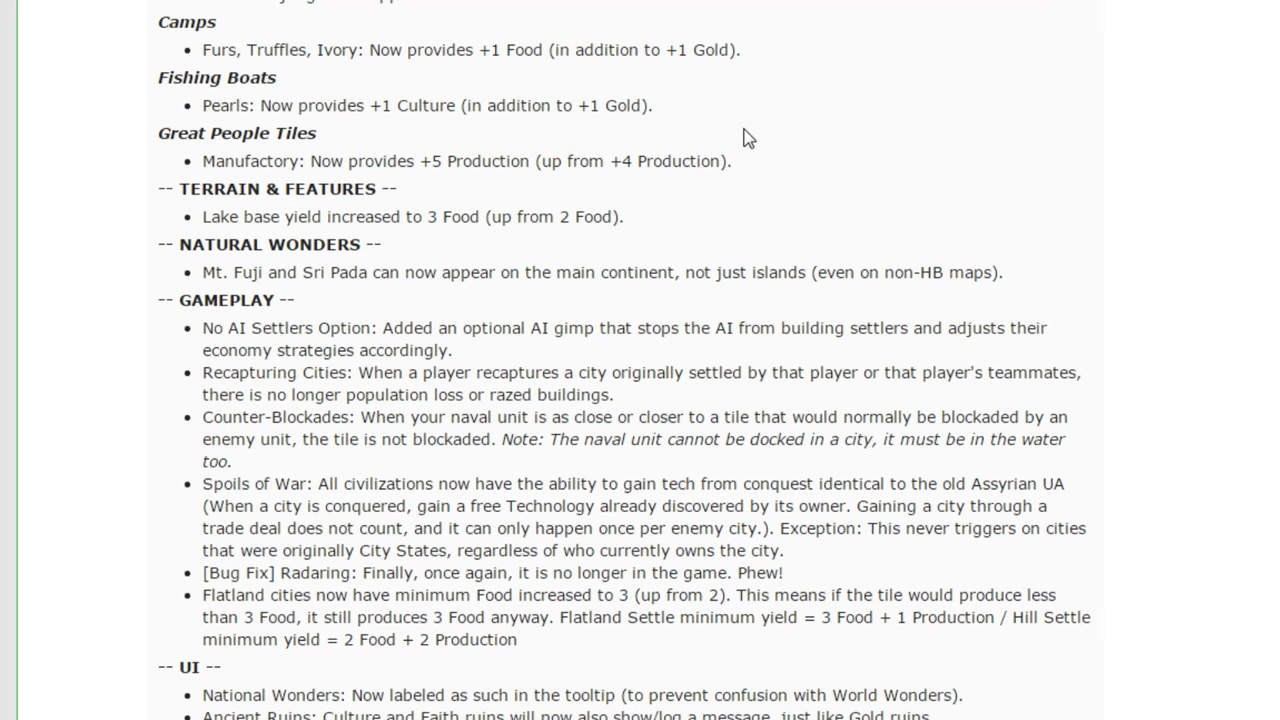 Camps
• Furs, Truffles, Ivory: Now provides +1 Food (in addition to +1 Gold).
Fishing Boats
• Pearls: Now provides +1 Culture (in addition to +1 Gold).
Great People Tiles
• Manufactory: Now provides +5 Production (up from +4 Production).
-- TERRAIN & FEATURES --
• Lake base yield increased to 3 Food (up from 2 Food).
-- NATURAL WONDERS --
• Mt. Fuji and Sri Pada can now appear on the main continent, not just islands (even on non-HB maps).
-- GAMEPLAY --
• No AI Settlers Option: Added an optional AI gimp that stops the AI from building settlers and adjusts their
economy strategies accordingly.
• Recapturing Cities: When a player recaptures a city originally settled by that player or that player's teammates,
there is no longer population loss or razed buildings.
• Counter-Blockades: When your naval unit is as close or closer to a tile that would normally be blockaded by an
enemy unit, the tile is not blockaded. Note: The naval unit cannot be docked in a city, it must be in the water
too.
• Spoils of War: All civilizations now have the ability to gain tech from conquest identical to the old Assyrian UA
(When a city is conquered, gain a free Technology already discovered by its owner. Gaining a city through a
trade deal does not count, and it can only happen once per enemy city.). Exception: This never triggers on cities
that were originally City States, regardless of who currently owns the city.
• [Bug Fix] Radaring: Finally, once again, it is no longer in the game. Phew!
• Flatland cities now have minimum Food increased to 3 (up from 2). This means if the tile would produce less
than 3 Food, it still produces 3 Food anyway. Flatland Settle minimum yield = 3 Food + 1 Production / Hill Settle
minimum yield = 2 Food + 2 Production
-- UI --
• National Wonders: Now labeled as such in the tooltip (to prevent confusion with World Wonders).
• Ancient Ruins: Culture and Faith ruins will now also show/log a message, just like Gold ruins.